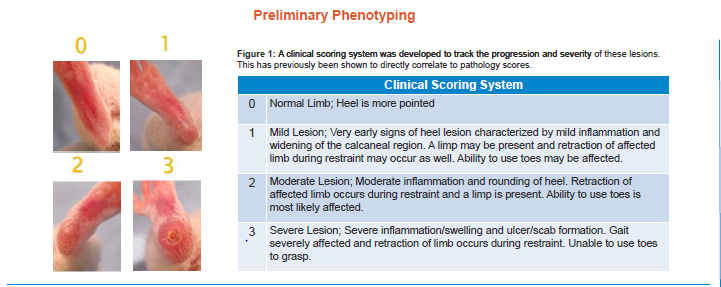 Preliminary Phenotyping
0
1
2
3
Figure 1: A clinical scoring system was developed to track the progression and severity of these lesions.
This has previously been shown to directly correlate to pathology scores.
Clinical Scoring System
0 Normal Limb; Heel is more pointed
1 Mild Lesion; Very early signs of heel lesion characterized by mild inflammation and
widening of the calcaneal region. A limp may be present and retraction of affected
limb during restraint may occur as well. Ability to use toes may be affected.
2 Moderate Lesion; Moderate inflammation and rounding of heel. Retraction of
affected limb occurs during restraint and a limp is present. Ability to use toes is
most likely affected.
3 Severe Lesion; Severe inflammation/swelling and ulcer/scab formation. Gait
severely affected and retraction of limb occurs during restraint. Unable to use toes
to grasp.